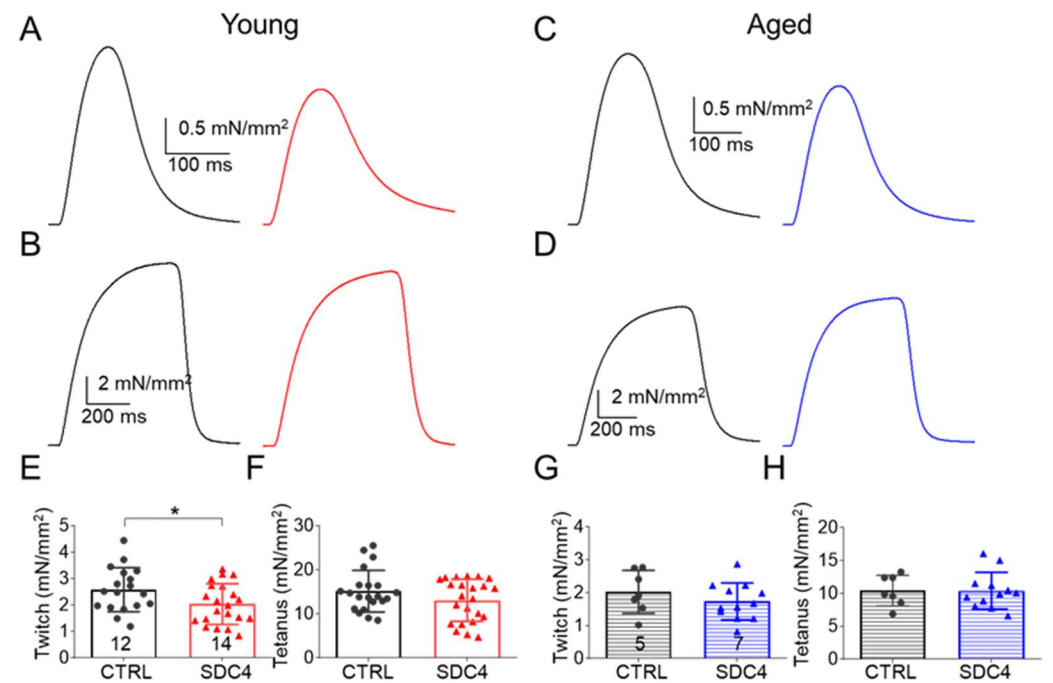 A Young C Aged
0.5 mN/mm²
100 ms
0.5 mN/mm²
100 ms
B D
2 mN/mm²
200 ms
2 mN/mm²
200 ms
E F G H
Twitch (mN/mm²)
5
4
3
2
1
0
*
12 14
CTRL SDC4
Tetanus (mN/mm²)
30
20
10
0
CTRL SDC4
Twitch (mN/mm²)
4
3
2
1
0
5 7
CTRL SDC4
Tetanus (mN/mm²)
20
15
10
5
0
CTRL SDC4